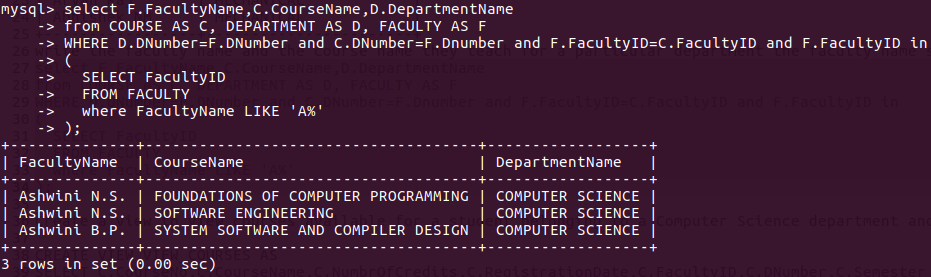 mysql> select F.FacultyName,C.CourseName,D.DepartmentName
    -> from COURSE AS C, DEPARTMENT AS D, FACULTY AS F
    -> WHERE D.DNumber=F.DNumber and C.DNumber=F.Dnumber and F.FacultyID=C.FacultyID and F.FacultyID in
    -> (
    ->   SELECT FacultyID
    ->   FROM FACULTY
    ->   where FacultyName LIKE 'A%'
    -> );
+--------------+-----------------------------------+------------------+
| FacultyName  | CourseName                        | DepartmentName   |
+--------------+-----------------------------------+------------------+
| Ashwini N.S. | FOUNDATIONS OF COMPUTER PROGRAMMING | COMPUTER SCIENCE |
| Ashwini N.S. | SOFTWARE ENGINEERING              | COMPUTER SCIENCE |
| Ashwini B.P. | SYSTEM SOFTWARE AND COMPILER DESIGN | COMPUTER SCIENCE |
+--------------+-----------------------------------+------------------+
3 rows in set (0.00 sec)